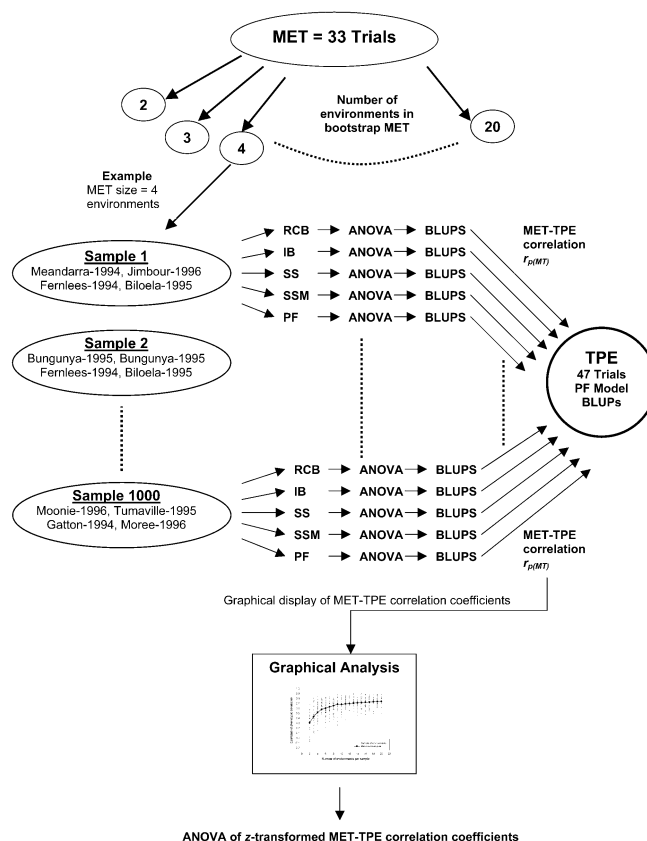 MET = 33 Trials
2
3
4
20
Number of
environments in
bootstrap MET
Example
MET size = 4
environments
Sample 1
Meandarra-1994, Jimbour-1996
Fernlees-1994, Biloela-1995
RCB ANOVA BLUPS
IB ANOVA BLUPS
SS ANOVA BLUPS
SSM ANOVA BLUPS
PF ANOVA BLUPS
MET-TPE
correlation
rp(MT)
Sample 2
Bungunya-1995, Bungunya-1995
Fernlees-1994, Biloela-1995
TPE
47 Trials
PF Model
BLUPs
Sample 1000
Moonie-1996, Tumaville-1995
Gatton-1994, Moree-1996
RCB ANOVA BLUPS
IB ANOVA BLUPS
SS ANOVA BLUPS
SSM ANOVA BLUPS
PF ANOVA BLUPS
MET-TPE
correlation
rp(MT)
Graphical display of MET-TPE correlation coefficients
Graphical Analysis
ANOVA of z-transformed MET-TPE correlation coefficients